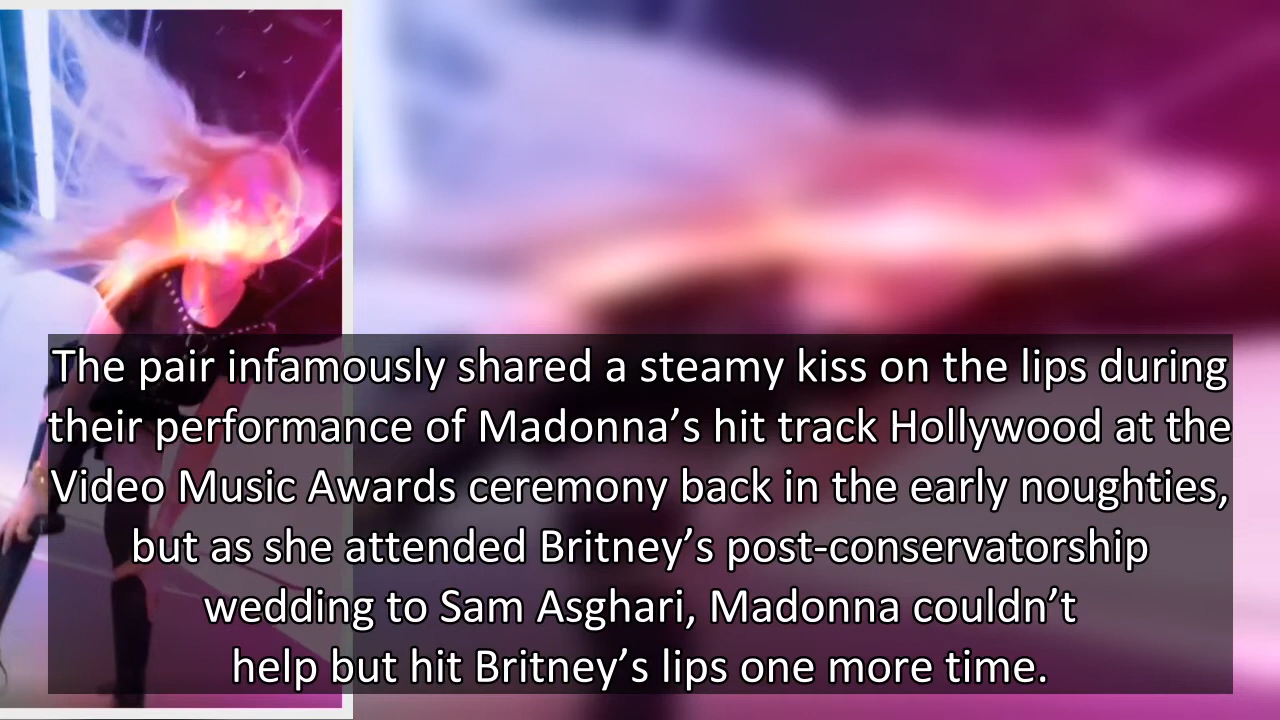 The pair infamously shared a steamy kiss on the lips during
their performance of Madonna’s hit track Hollywood at the
Video Music Awards ceremony back in the early noughties,
but as she attended Britney’s post-conservatorship
wedding to Sam Asghari, Madonna couldn’t
help but hit Britney’s lips one more time.